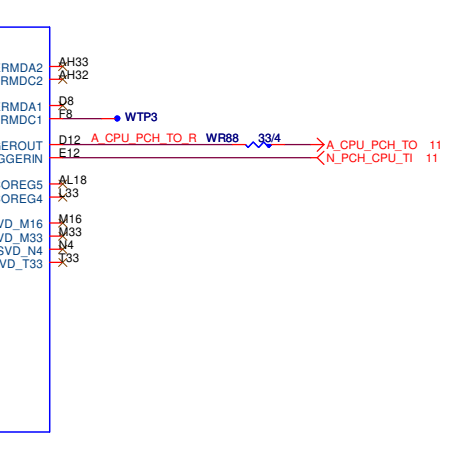 RMDA2 AH33
RMDC2 AH32
RMDA1 D8
RMDC1 F8 WTP3
GEROUT D12 A_CPU_PCH_TO_R WR88 33/4 A_CPU_PCH_TO 11
GGERIN E12 N_PCH_CPU_TI 11
OREG5 AL18
OREG4 L33
VD_M16 M16
VD_M33 M33
SVD_N4 N4
VD_T33 T33